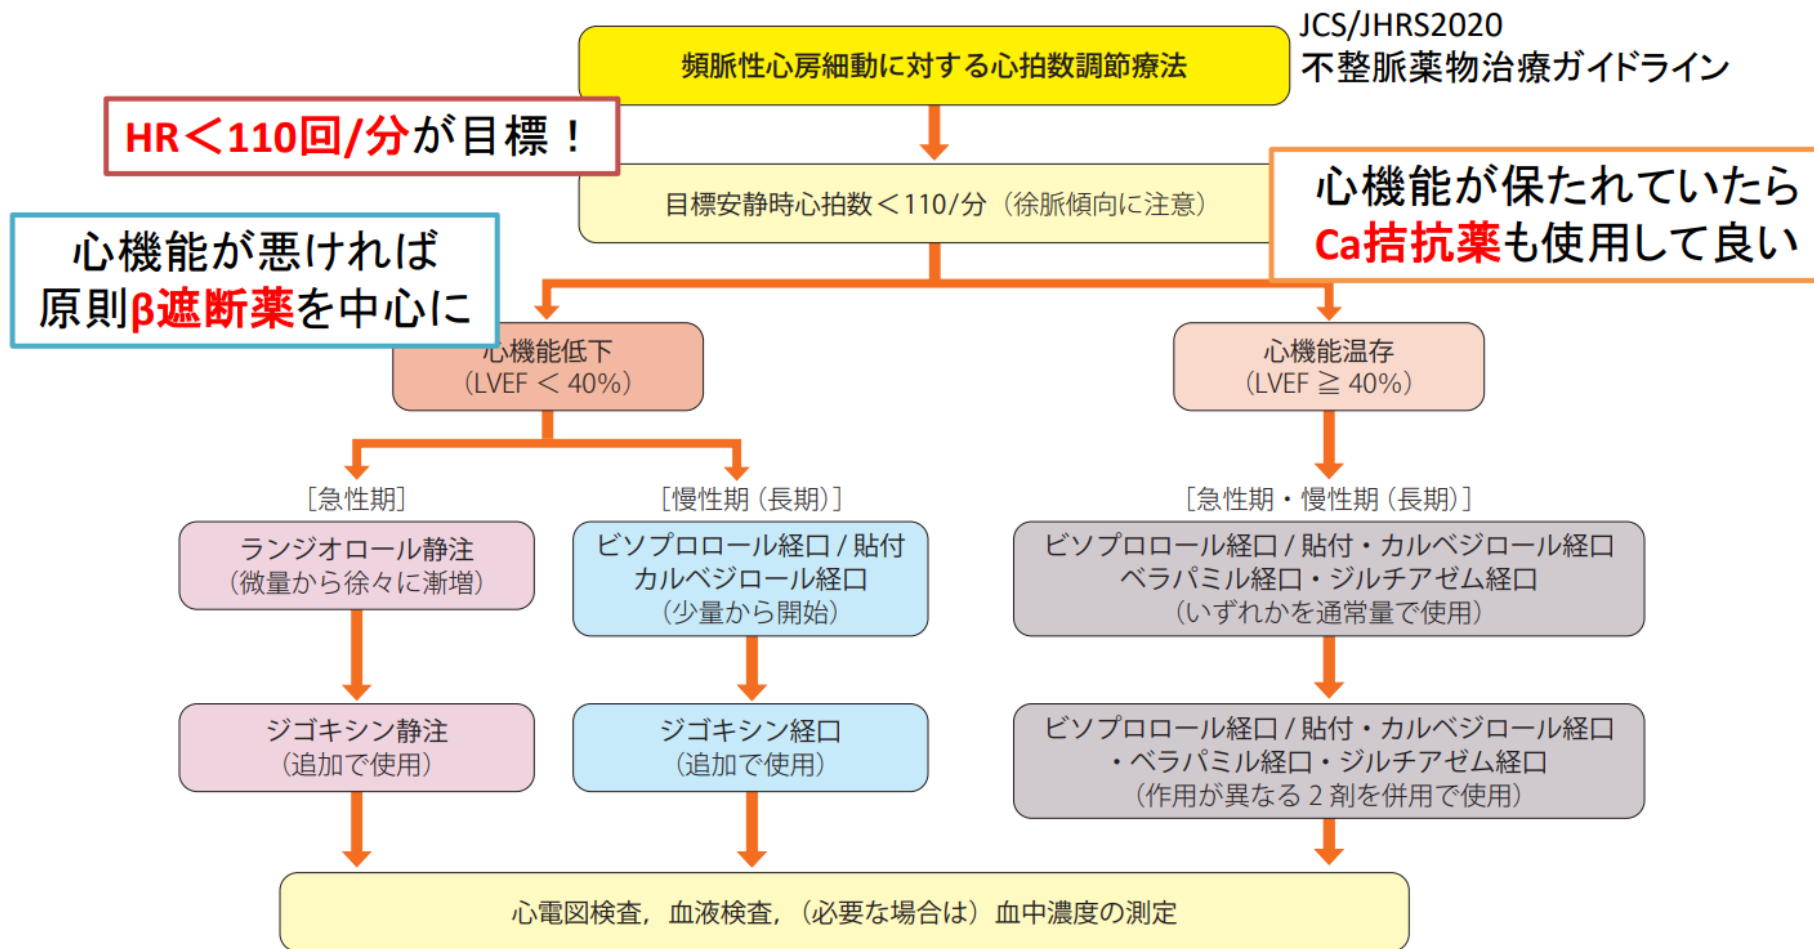 JCS/JHRS2020
不整脈薬物治療ガイドライン
頻脈性心房細動に対する心拍数調節療法
HR＜110回/分が目標！
目標安静時心拍数＜110/分（徐脈傾向に注意）
心機能が保たれていたら
Ca拮抗薬も使用して良い
心機能が悪ければ
原則β遮断薬を中心に
心機能低下
（LVEF ＜ 40%）
心機能温存
（LVEF ≧ 40%）
［急性期］
［慢性期（長期）］
［急性期・慢性期（長期）］
ランジオロール静注
（微量から徐々に漸増）
ビソプロロール経口 / 貼付
カルベジロール経口
（少量から開始）
ビソプロロール経口 / 貼付・カルベジロール経口
ベラパミル経口・ジルチアゼム経口
（いずれかを通常量で使用）
ジゴキシン静注
（追加で使用）
ジゴキシン経口
（追加で使用）
ビソプロロール経口 / 貼付・カルベジロール経口
・ベラパミル経口・ジルチアゼム経口
（作用が異なる 2 剤を併用で使用）
心電図検査，血液検査，（必要な場合は）血中濃度の測定